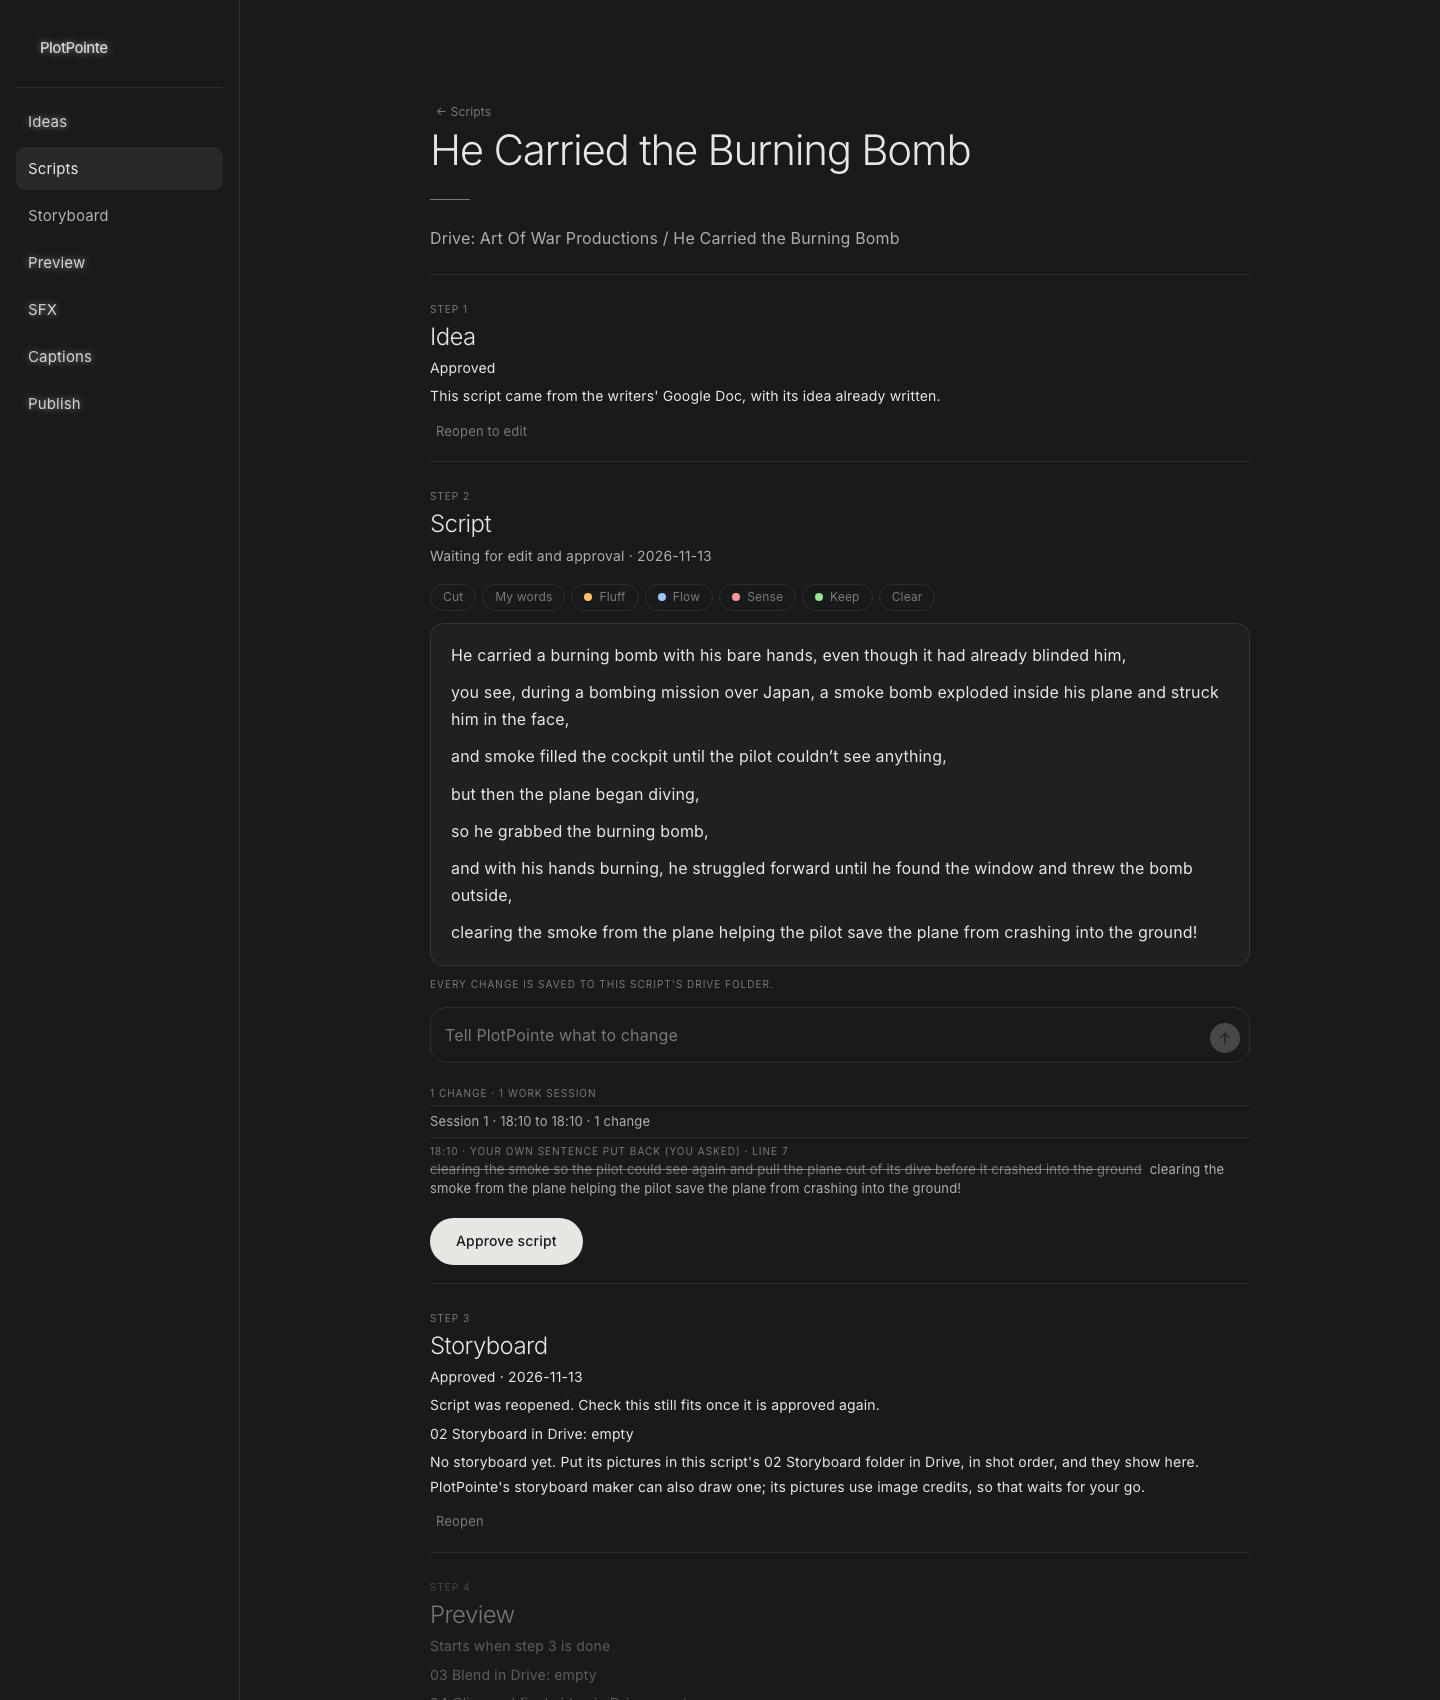 PlotPointe
Ideas
Scripts
Storyboard
Preview
SFX
Captions
Publish
← Scripts
He Carried the Burning Bomb
Drive: Art Of War Productions / He Carried the Burning Bomb
STEP 1
Idea
Approved
This script came from the writers' Google Doc, with its idea already written.
Reopen to edit
STEP 2
Script
Waiting for edit and approval · 2026-11-13
Cut My words Fluff Flow Sense Keep Clear
He carried a burning bomb with his bare hands, even though it had already blinded him,
you see, during a bombing mission over Japan, a smoke bomb exploded inside his plane and struck
him in the face,
and smoke filled the cockpit until the pilot couldn’t see anything,
but then the plane began diving,
so he grabbed the burning bomb,
and with his hands burning, he struggled forward until he found the window and threw the bomb
outside,
clearing the smoke from the plane helping the pilot save the plane from crashing into the ground!
EVERY CHANGE IS SAVED TO THIS SCRIPT'S DRIVE FOLDER.
Tell PlotPointe what to change
↑
1 CHANGE · 1 WORK SESSION
Session 1 · 18:10 to 18:10 · 1 change
18:10 · YOUR OWN SENTENCE PUT BACK (YOU ASKED) · LINE 7
clearing the smoke so the pilot could see again and pull the plane out of its dive before it crashed into the ground clearing the
smoke from the plane helping the pilot save the plane from crashing into the ground!
Approve script
STEP 3
Storyboard
Approved · 2026-11-13
Script was reopened. Check this still fits once it is approved again.
02 Storyboard in Drive: empty
No storyboard yet. Put its pictures in this script's 02 Storyboard folder in Drive, in shot order, and they show here.
PlotPointe's storyboard maker can also draw one; its pictures use image credits, so that waits for your go.
Reopen
STEP 4
Preview
Starts when step 3 is done
03 Blend in Drive: empty